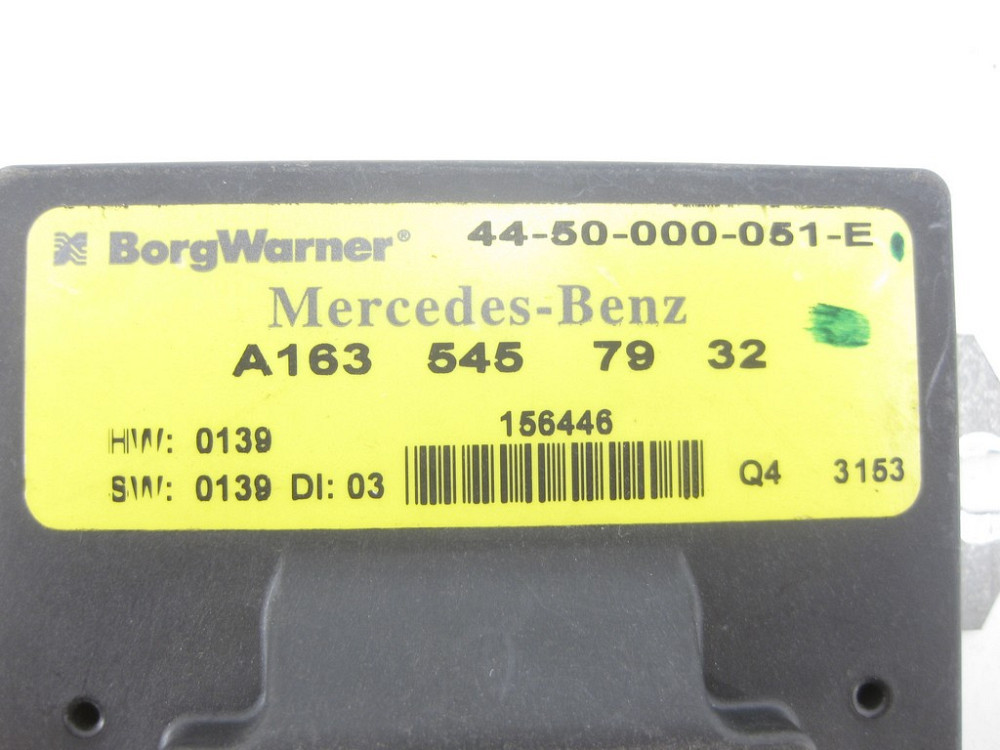 BorgWarner® 44-50-000-051-E
Mercedes-Benz
A163 545 79 32
156446
HW: 0139
SW: 0139 DI: 03
Q4 3153